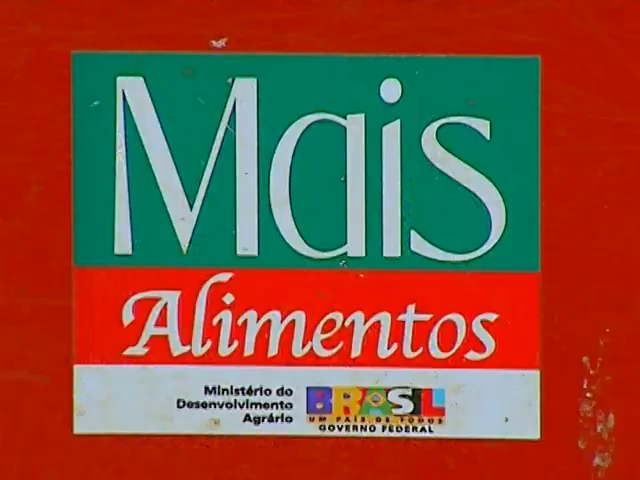 Mais
Alimentos
Ministério do
Desenvolvimento
Agrário
BRASIL
UM PAÍS DE TODOS
GOVERNO FEDERAL